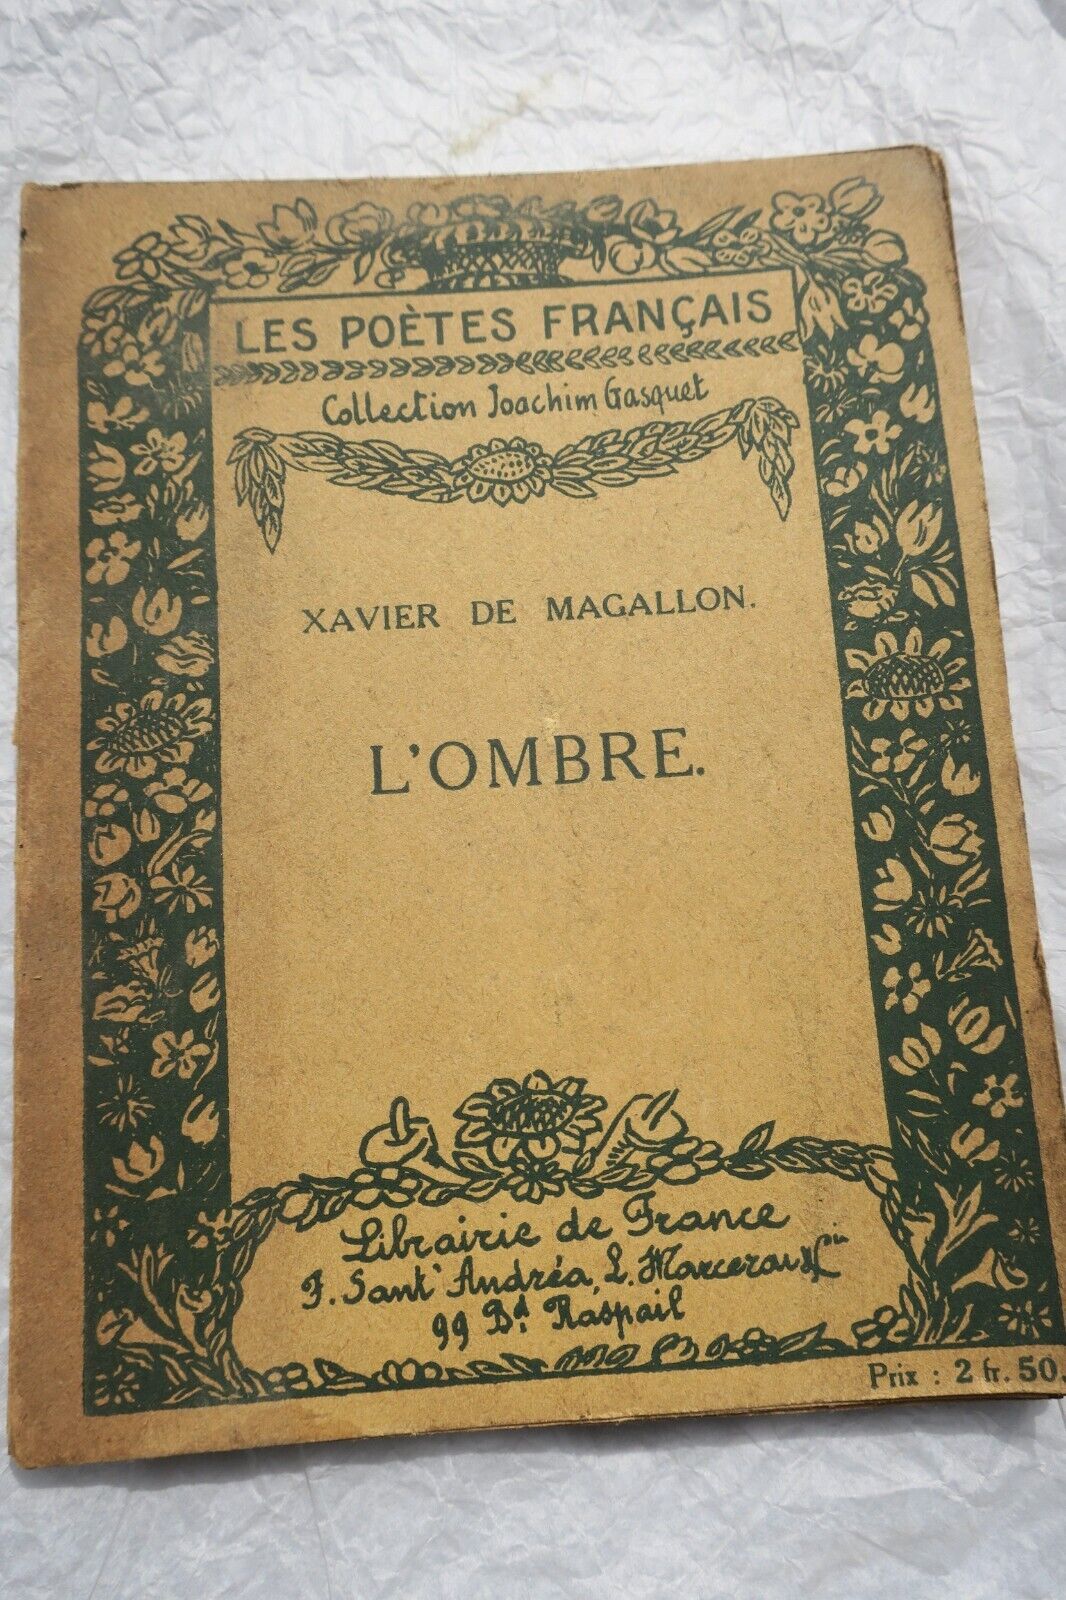 LES POÈTES FRANÇAIS
Collection Joachim Gasquet
XAVIER DE MAGALLON.
L'OMBRE.
Librairie de France
F. Sant' Andréa, L. Marcerou & Cie
99 Bd. Raspail
Prix : 2 fr. 50.